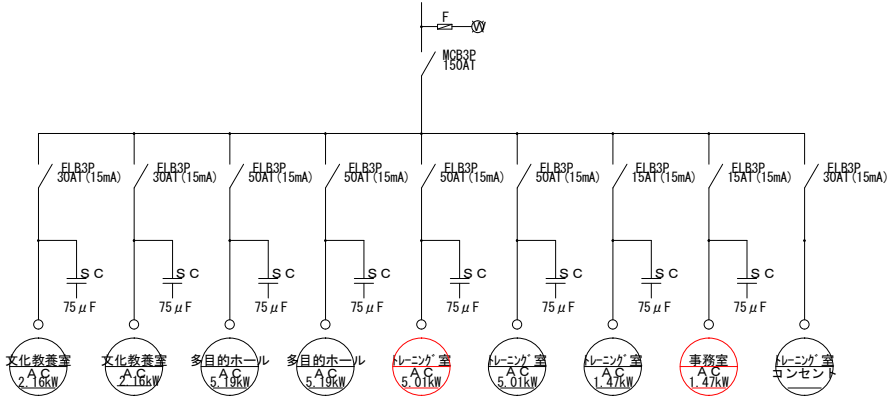 F
W
MCB3P
150AT
ELB3P
30AT(15mA)
ELB3P
30AT(15mA)
ELB3P
50AT(15mA)
ELB3P
50AT(15mA)
ELB3P
50AT(15mA)
ELB3P
50AT(15mA)
ELB3P
15AT(15mA)
ELB3P
15AT(15mA)
ELB3P
30AT(15mA)
SC
75μF
SC
75μF
SC
75μF
SC
75μF
SC
75μF
SC
75μF
SC
75μF
SC
75μF
文化教養室
AC
2.16kW
文化教養室
AC
2.16kW
多目的ホール
AC
5.19kW
多目的ホール
AC
5.19kW
トレーニング室
AC
5.01kW
トレーニング室
AC
5.01kW
トレーニング室
AC
1.47kW
事務室
AC
1.47kW
トレーニング室
コンセント